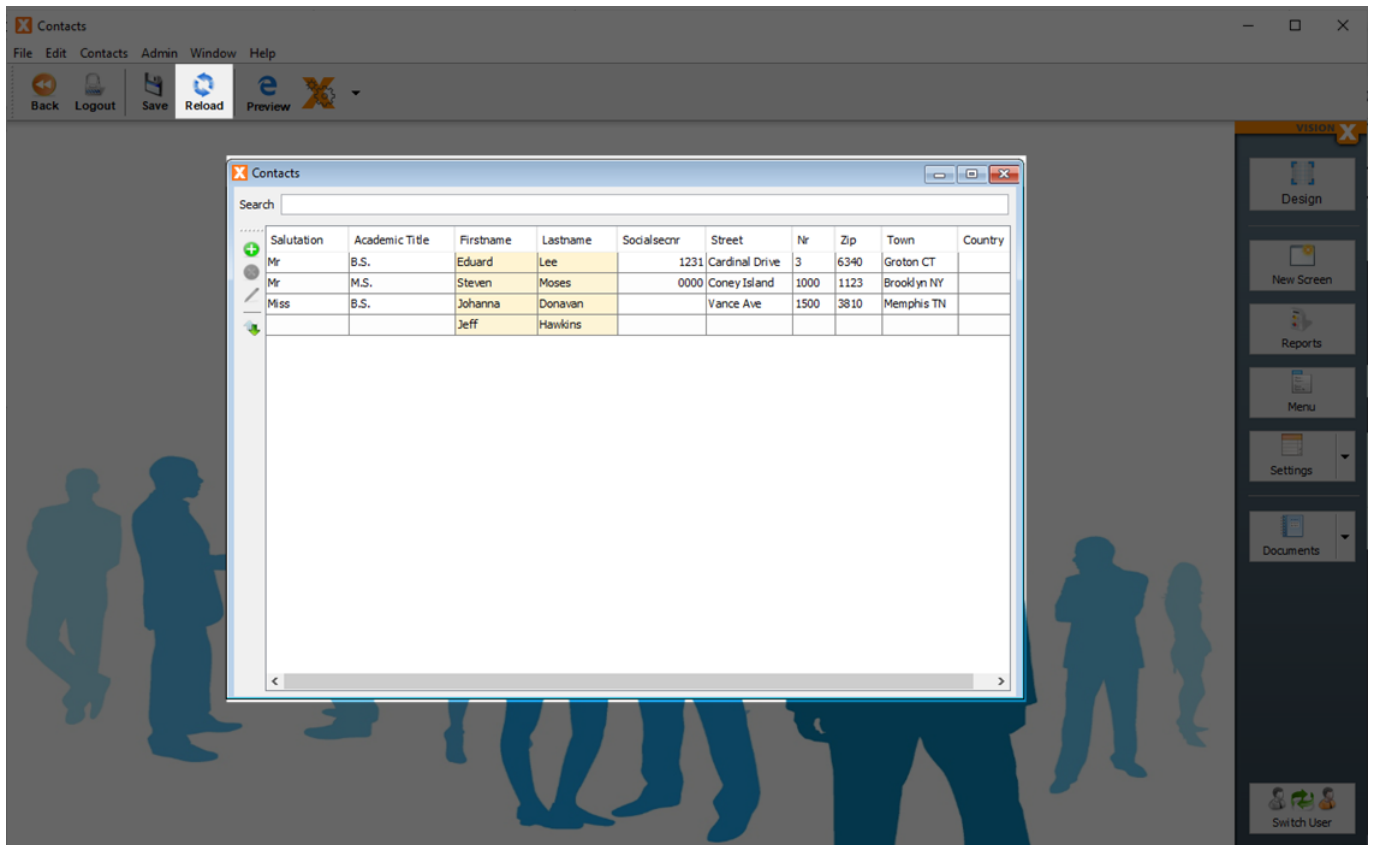 Contacts
File Edit Contacts Admin Window Help
Back Logout Save Reload Preview
VISION X
Contacts
Search
Salutation Academic Title Firstname Lastname Socialsecnr Street Nr Zip Town Country
Mr B.S. Eduard Lee 1231 Cardinal Drive 3 6340 Groton CT
Mr M.S. Steven Moses 0000 Coney Island 1000 1123 Brooklyn NY
Miss B.S. Johanna Donavan Vance Ave 1500 3810 Memphis TN
Jeff Hawkins
Design
New Screen
Reports
Menu
Settings
Documents
Switch User